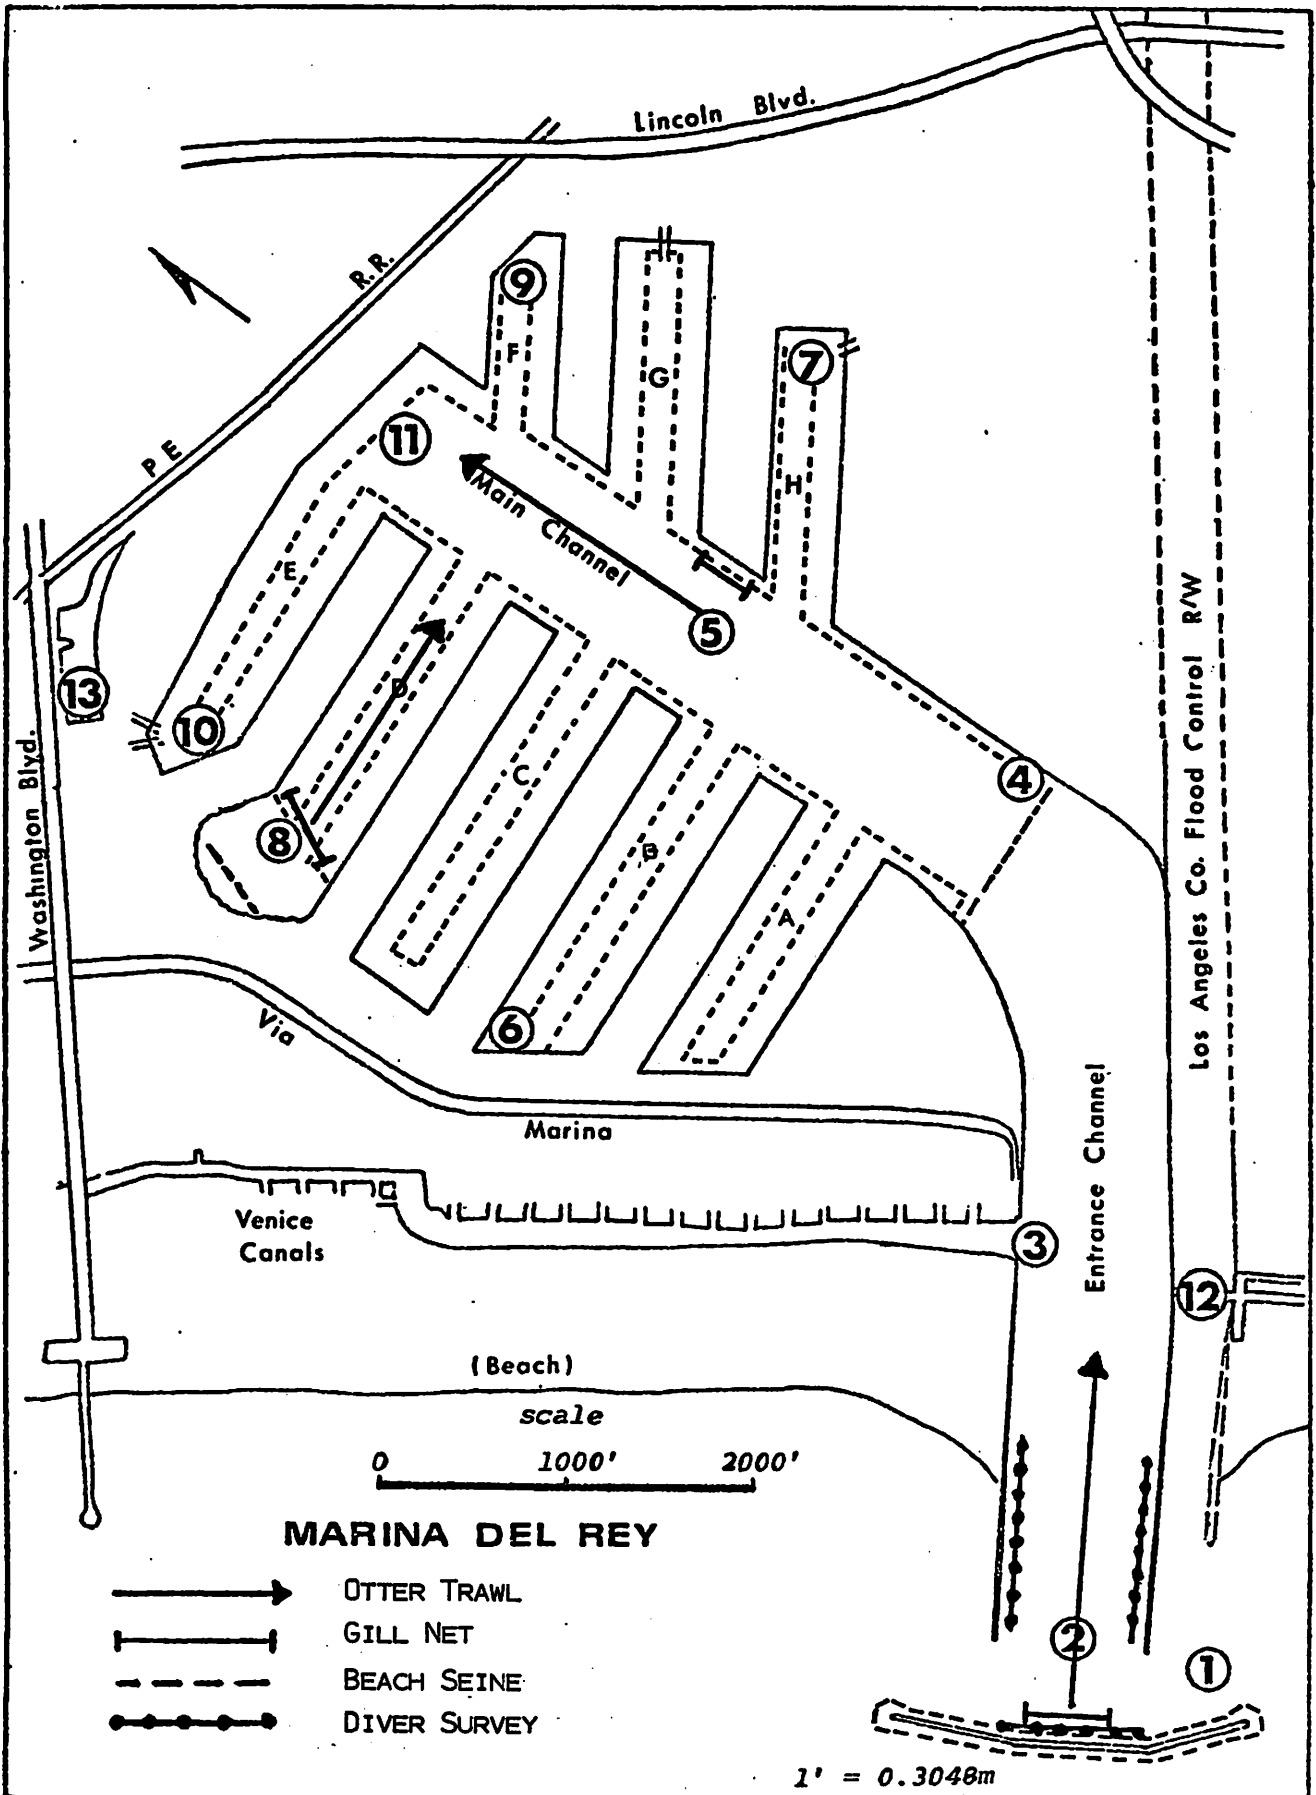 Lincoln Blvd.
R.R.
P E
9
F
G
7
11
H
Main Channel
E
5
13
10
D
Washington Blvd.
8
C
4
B
A
Los Angeles Co. Flood Control R/W
6
Via
Marina
Entrance Channel
Venice
Canals
3
12
(Beach)
scale
0 1000' 2000'
MARINA DEL REY
OTTER TRAWL
GILL NET
BEACH SEINE
DIVER SURVEY
2
1
1' = 0.3048m